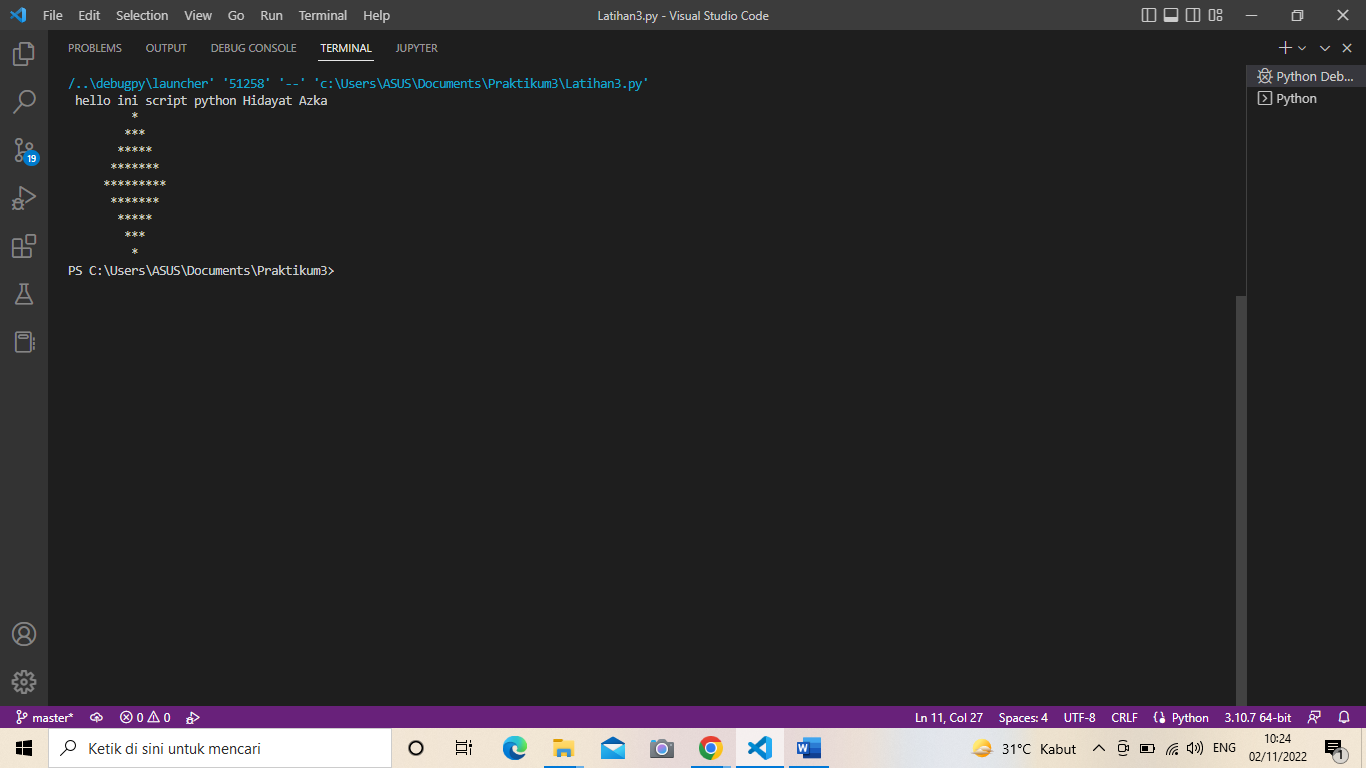 File Edit Selection View Go Run Terminal Help
Latihan3.py - Visual Studio Code
PROBLEMS OUTPUT DEBUG CONSOLE TERMINAL JUPYTER
/..\debugpy\launcher' '51258' '--' 'c:\Users\ASUS\Documents\Praktikum3\Latihan3.py'
 hello ini script python Hidayat Azka
         *
        ***
       *****
      *******
     *********
      *******
       *****
        ***
         *
PS C:\Users\ASUS\Documents\Praktikum3>
Python Deb...
Python
19
master* 0 0 Ln 11, Col 27 Spaces: 4 UTF-8 CRLF Python 3.10.7 64-bit
Ketik di sini untuk mencari
31°C Kabut
ENG
10:24
02/11/2022
1